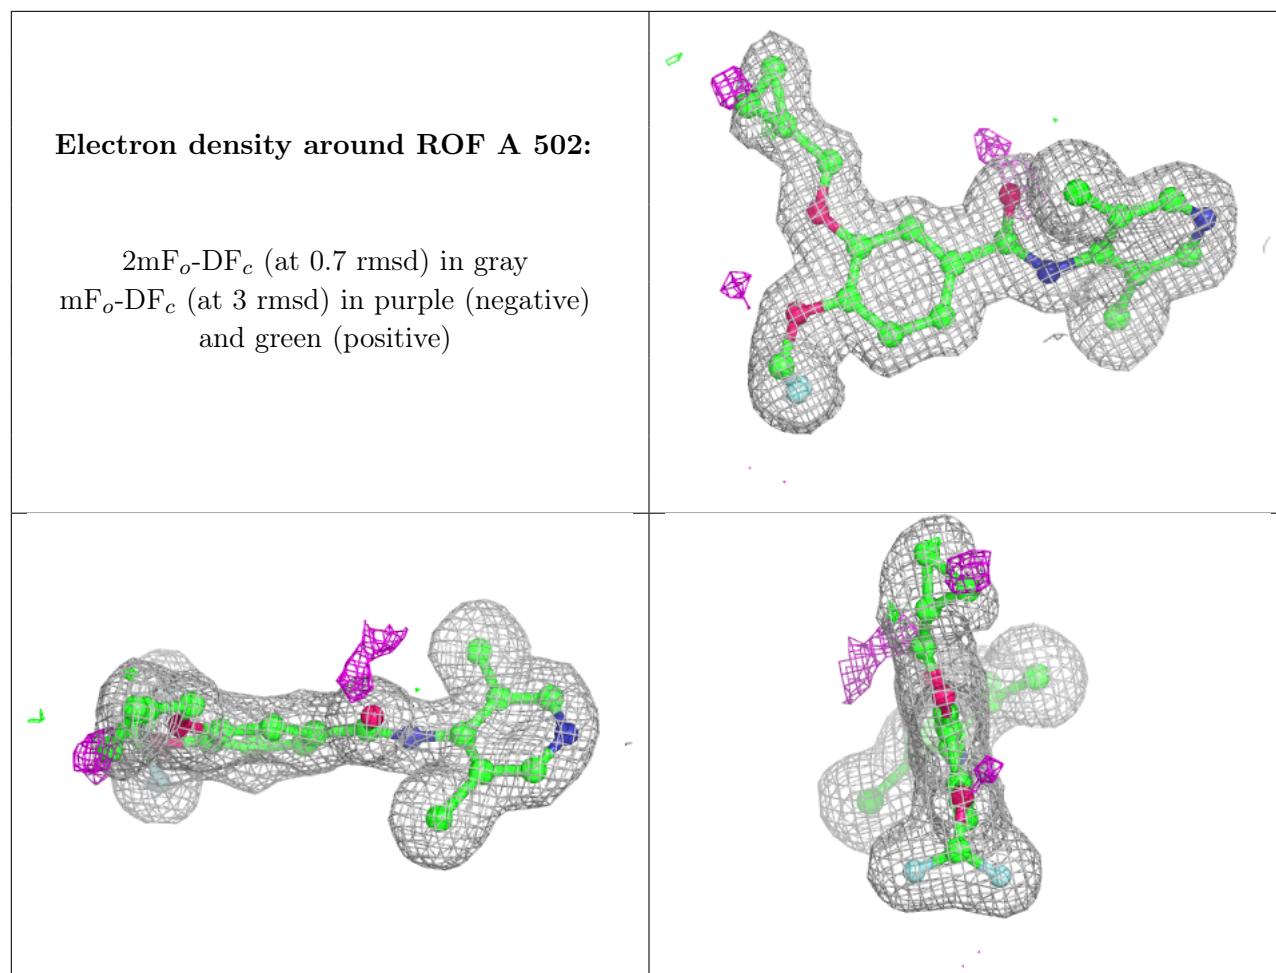 Electron density around ROF A 502:
2mFo-DFc (at 0.7 rmsd) in gray
mFo-DFc (at 3 rmsd) in purple (negative)
and green (positive)